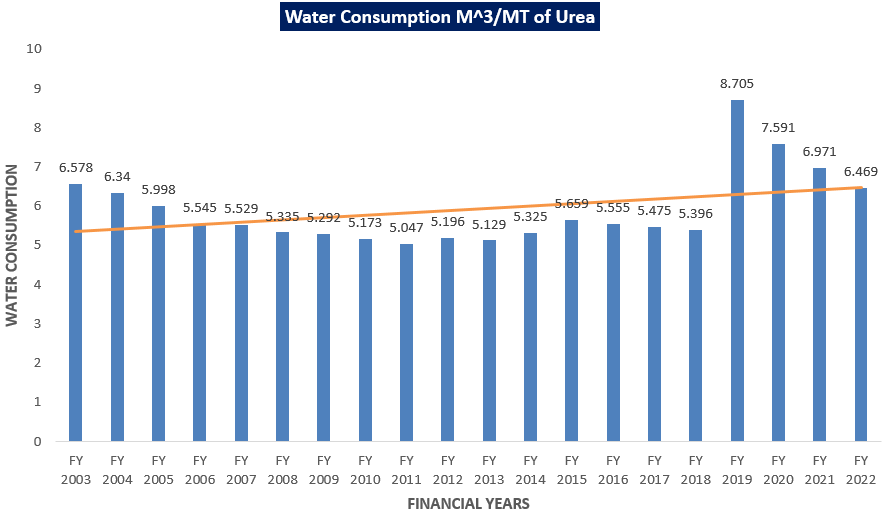 Water Consumption M^3/MT of Urea
10
9
8
7
6
5
4
3
2
1
0
WATER CONSUMPTION
6.578
6.34
5.998
5.545
5.529
5.335
5.292
5.173
5.047
5.196
5.129
5.325
5.659
5.555
5.475
5.396
8.705
7.591
6.971
6.469
FY
2003
FY
2004
FY
2005
FY
2006
FY
2007
FY
2008
FY
2009
FY
2010
FY
2011
FY
2012
FY
2013
FY
2014
FY
2015
FY
2016
FY
2017
FY
2018
FY
2019
FY
2020
FY
2021
FY
2022
FINANCIAL YEARS